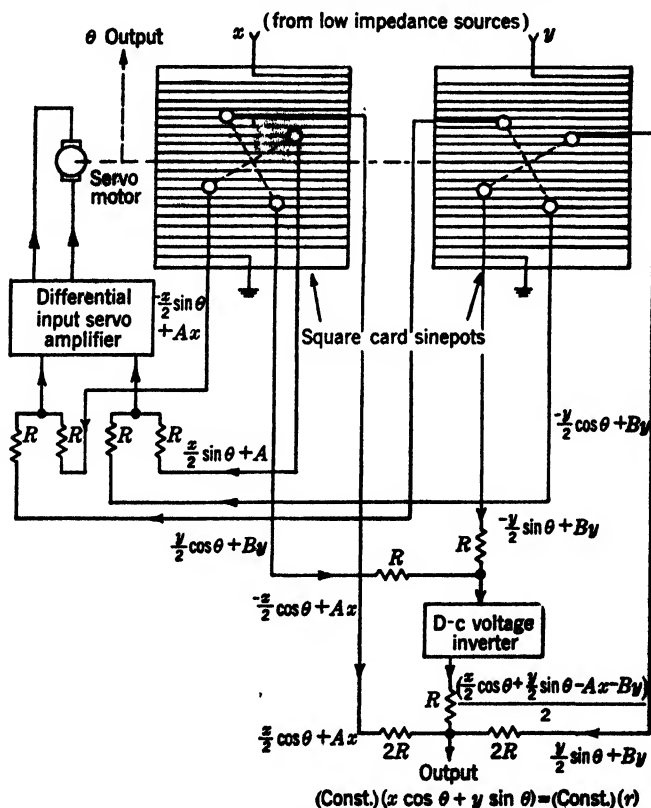 x (from low impedance sources) y
θ Output
Servo
motor
Differential
input servo
amplifier
-x/2 sin θ
+ Ax
Square card sinepots
R R R R
x/2 sin θ + A
-y/2 cos θ + By
y/2 cos θ + By
-y/2 sin θ + By
R
R
-x/2 cos θ + Ax
D-c voltage
inverter
R (x/2 cos θ + y/2 sin θ - Ax - By)
2
x/2 cos θ + Ax
2R 2R
y/2 sin θ + By
Output
(Const.)(x cos θ + y sin θ) = (Const.)(r)